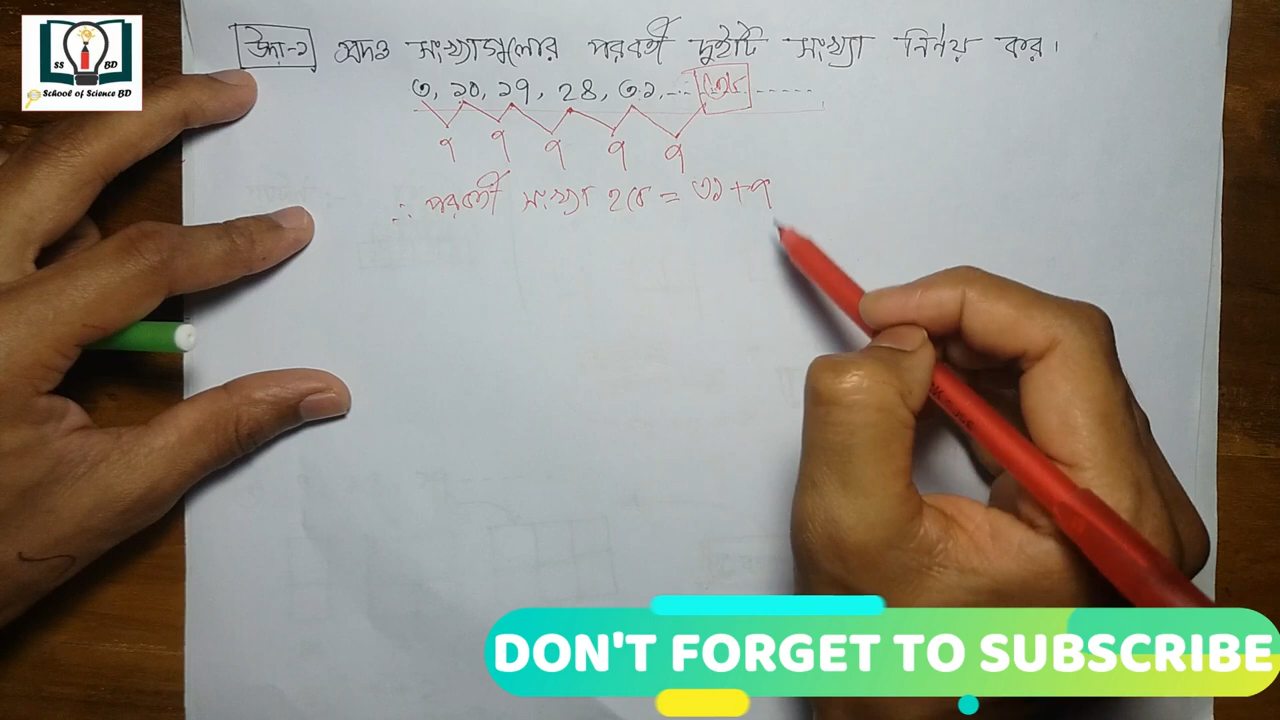 SS BD
School of Science BD
উদা-১ প্রদত্ত সংখ্যাগুলোর পরবর্তী দুইটি সংখ্যা নির্ণয় কর।
৩, ১০, ১৭, ২৪, ৩১, ... ৩৮ ......
৭ ৭ ৭ ৭ ৭
∴ পরবর্তী সংখ্যা হবে = ৩১+৭
DON'T FORGET TO SUBSCRIBE